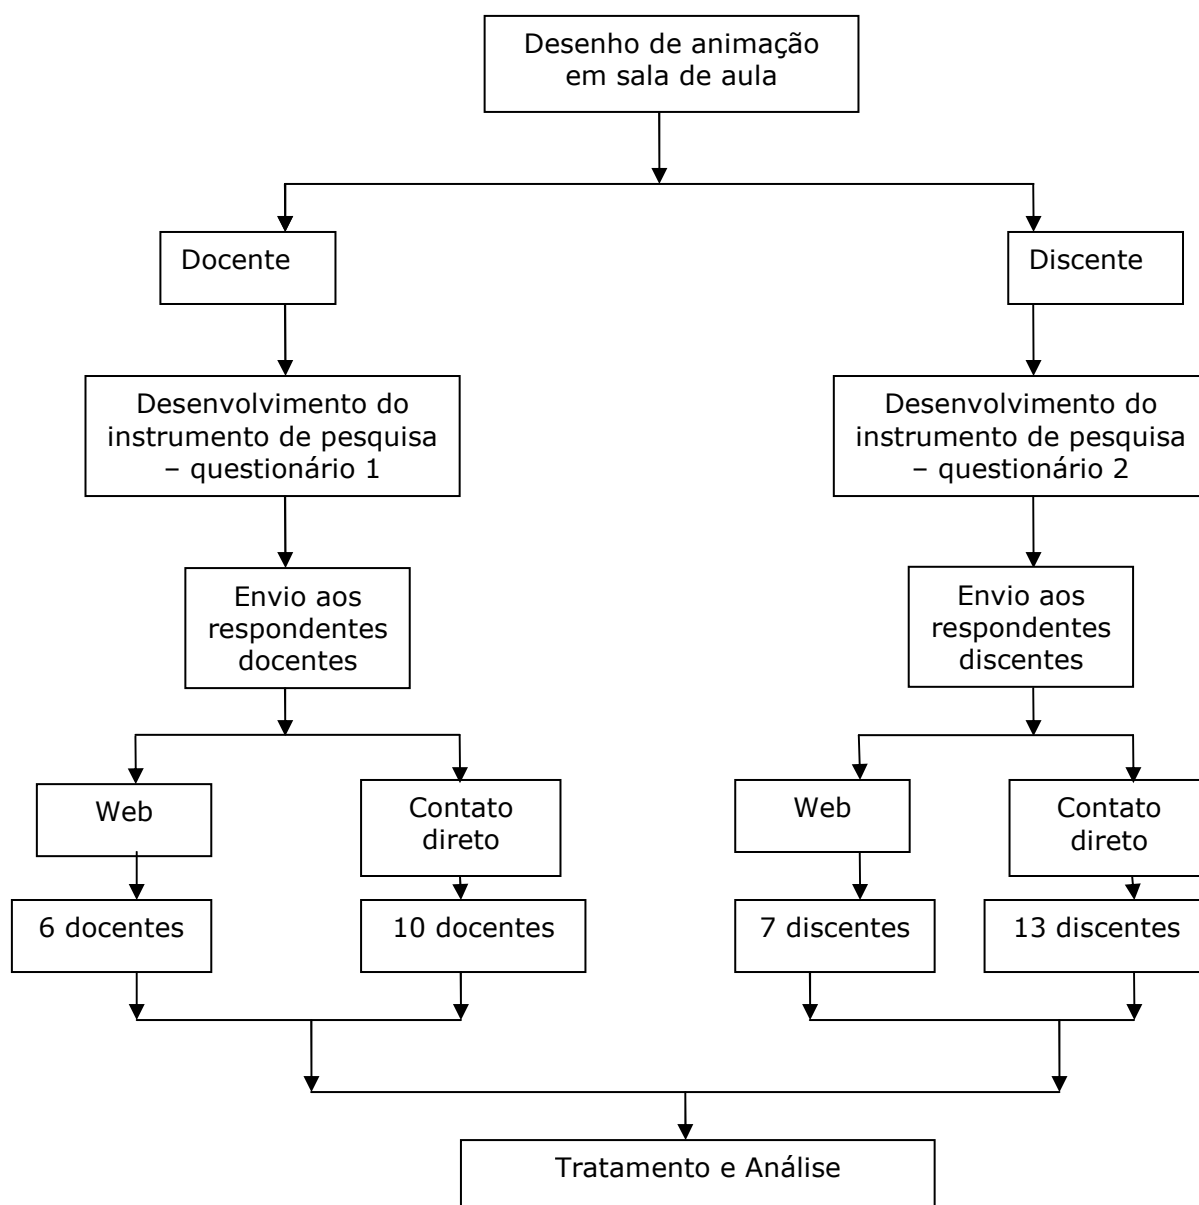 Desenho de animação
em sala de aula
Docente
Discente
Desenvolvimento do
instrumento de pesquisa
– questionário 1
Desenvolvimento do
instrumento de pesquisa
– questionário 2
Envio aos
respondentes
docentes
Envio aos
respondentes
discentes
Web
Contato
direto
Web
Contato
direto
6 docentes
10 docentes
7 discentes
13 discentes
Tratamento e Análise